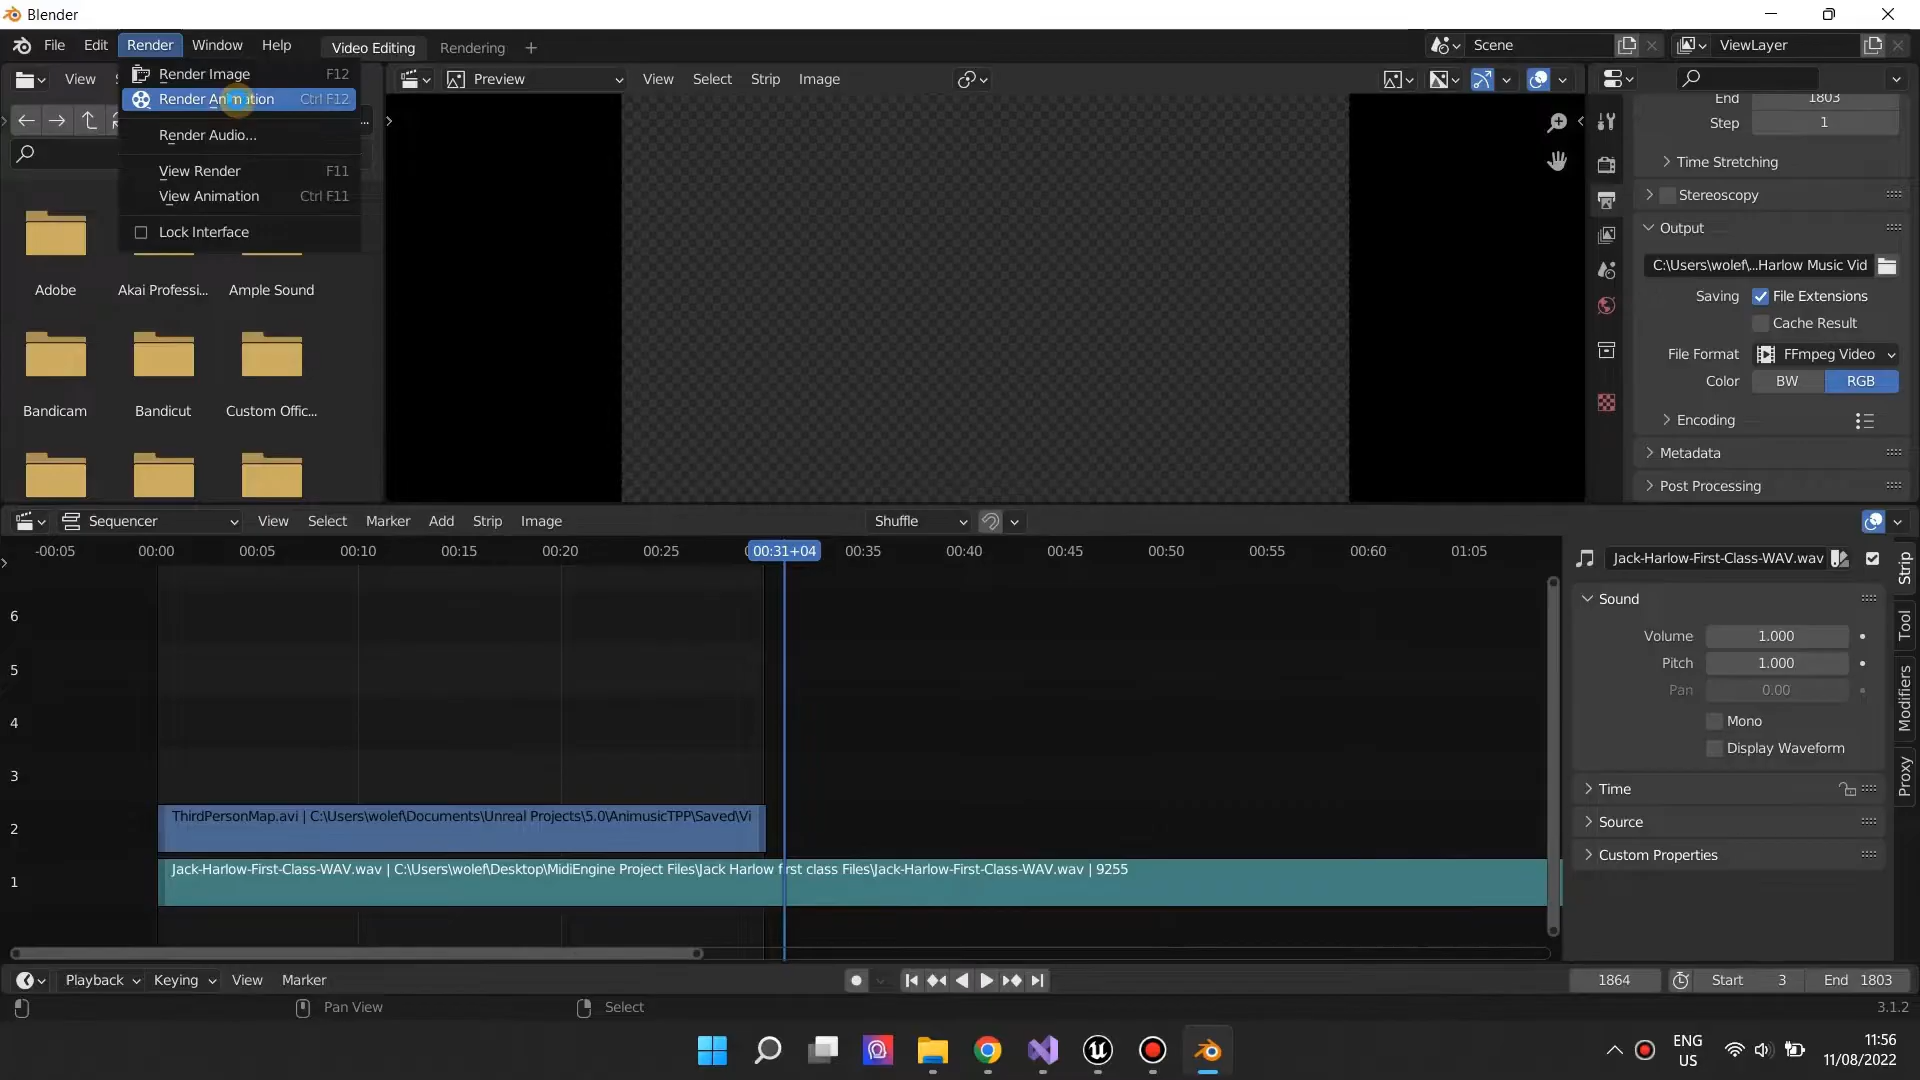 Blender
File Edit Render Window Help Video Editing Rendering + Scene ViewLayer
View Preview View Select Strip Image
Render Image F12
Render Animation Ctrl F12
Render Audio...
View Render F11
View Animation Ctrl F11
Lock Interface
Adobe Akai Professi... Ample Sound
Bandicam Bandicut Custom Offic...
End 1803
Step 1
Time Stretching
Stereoscopy
Output
C:\Users\wolef\...Harlow Music Vid
Saving File Extensions
Cache Result
File Format FFmpeg Video
Color BW RGB
Encoding
Metadata
Post Processing
Sequencer View Select Marker Add Strip Image Shuffle
-00:05 00:00 00:05 00:10 00:15 00:20 00:25 00:31+04 00:35 00:40 00:45 00:50 00:55 00:60 01:05
6
5
4
3
2
1
ThirdPersonMap.avi | C:\Users\wolef\Documents\Unreal Projects\5.0\AnimusicTPP\Saved\Vi
Jack-Harlow-First-Class-WAV.wav | C:\Users\wolef\Desktop\MidiEngine Project Files\Jack Harlow first class Files\Jack-Harlow-First-Class-WAV.wav | 9255
Jack-Harlow-First-Class-WAV.wav
Sound
Volume 1.000
Pitch 1.000
Pan 0.00
Mono
Display Waveform
Time
Source
Custom Properties
Strip
Tool
Modifiers
Proxy
Playback Keying View Marker 1864 Start 3 End 1803
Pan View Select 3.1.2
ENG
US
11:56
11/08/2022